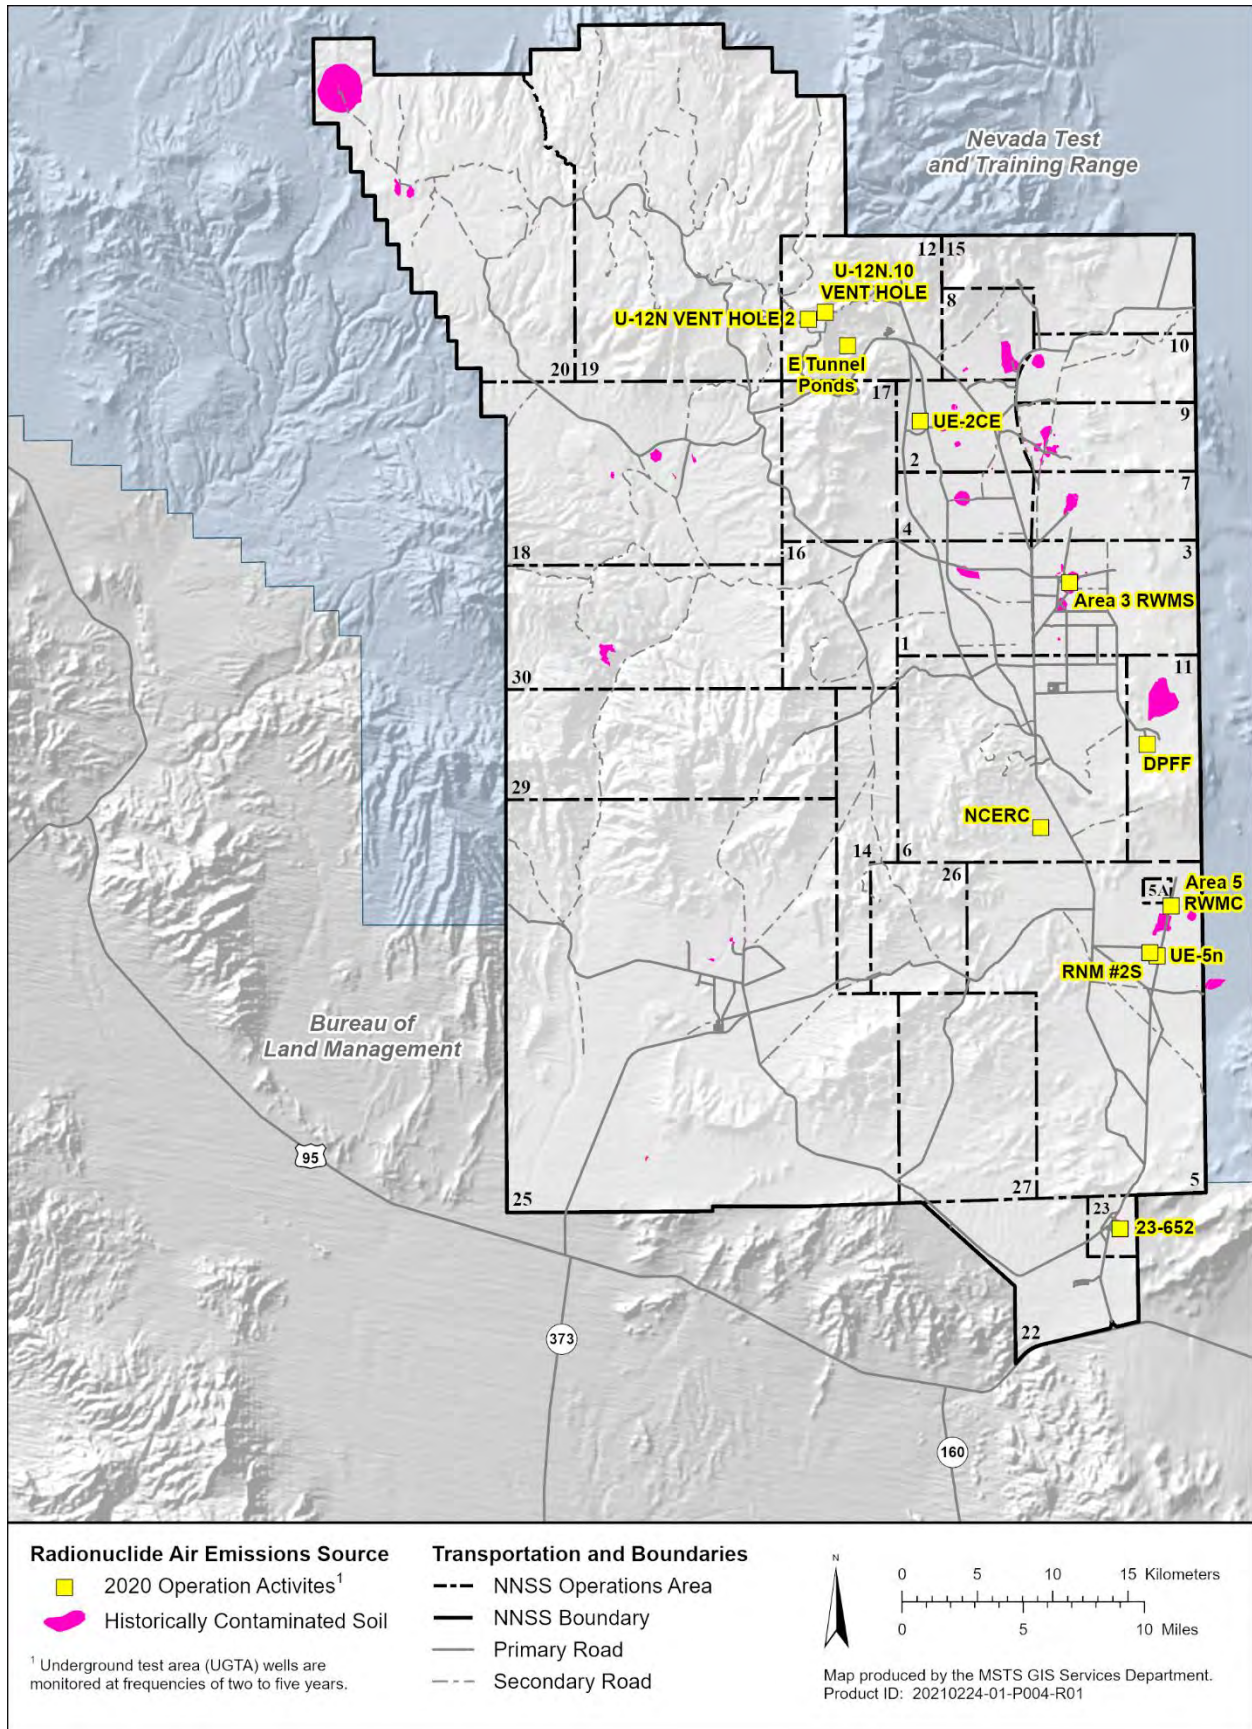 Nevada Test
and Training Range
12
15
U-12N.10
VENT HOLE
8
U-12N VENT HOLE 2
10
E Tunnel
Ponds
20
19
17
9
UE-2CE
2
7
4
3
18
16
Area 3 RWMS
1
11
30
DPFF
29
NCERC
14
6
26
5A
Area 5
RWMC
UE-5n
RNM #2S
Bureau of
Land Management
95
25
27
5
23
23-652
22
373
160
Radionuclide Air Emissions Source
2020 Operation Activites¹
Historically Contaminated Soil
¹ Underground test area (UGTA) wells are
monitored at frequencies of two to five years.
Transportation and Boundaries
NNSS Operations Area
NNSS Boundary
Primary Road
Secondary Road
N
0 5 10 15 Kilometers
0 5 10 Miles
Map produced by the MSTS GIS Services Department.
Product ID: 20210224-01-P004-R01